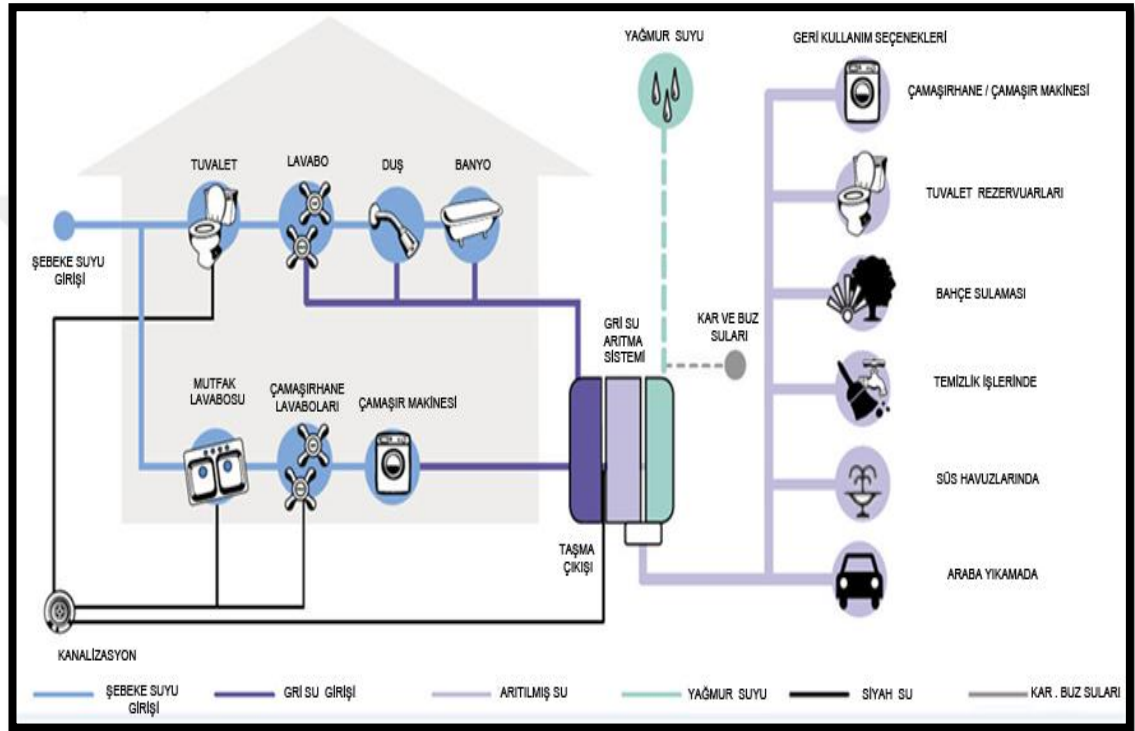 YAĞMUR SUYU
GERİ KULLANIM SEÇENEKLERİ
ÇAMAŞIRHANE / ÇAMAŞIR MAKİNESİ
TUVALET
LAVABO
DUŞ
BANYO
TUVALET REZERVUARLARI
ŞEBEKE SUYU
GİRİŞİ
BAHÇE SULAMASI
GRİ SU
ARITMA
SİSTEMİ
KAR VE BUZ
SULARI
MUTFAK
LAVABOSU
ÇAMAŞIRHANE
LAVABOLARI
ÇAMAŞIR MAKİNESİ
TEMİZLİK İŞLERİNDE
SÜS HAVUZLARINDA
TAŞMA
ÇIKIŞI
ARABA YIKAMADA
KANALİZASYON
ŞEBEKE SUYU
GİRİŞİ
GRİ SU GİRİŞİ
ARITILMIŞ SU
YAĞMUR SUYU
SİYAH SU
KAR . BUZ SULARI